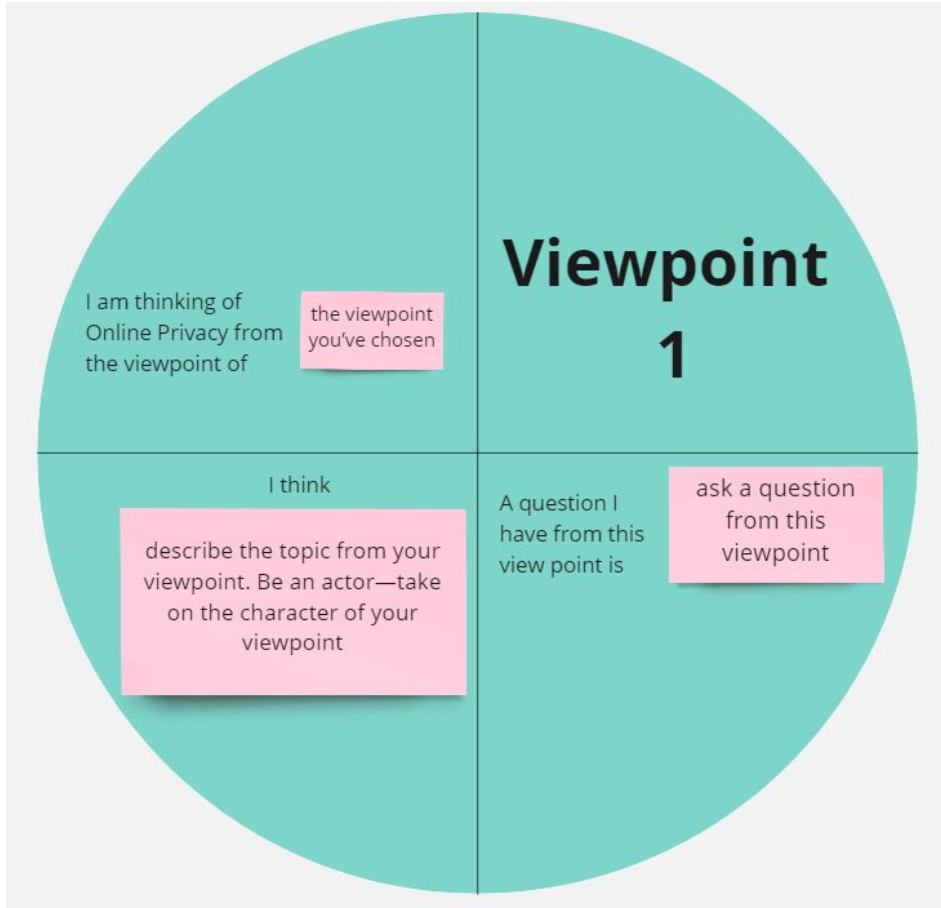 Viewpoint
1
I am thinking of
Online Privacy from
the viewpoint of
the viewpoint
you've chosen
I think
describe the topic from your
viewpoint. Be an actor—take
on the character of your
viewpoint
A question I
have from this
view point is
ask a question
from this
viewpoint